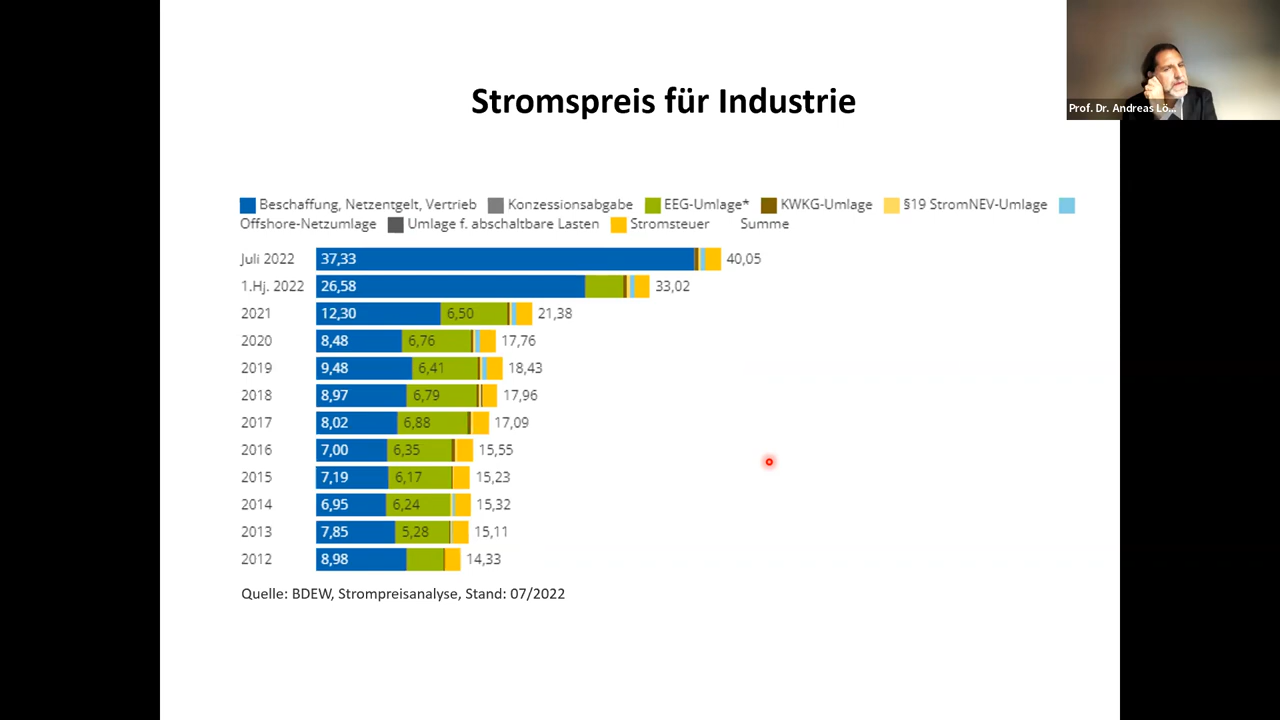 Stromspreis für Industrie
Prof. Dr. Andreas Lö...
Beschaffung, Netzentgelt, Vertrieb Konzessionsabgabe EEG-Umlage* KWKG-Umlage §19 StromNEV-Umlage
Offshore-Netzumlage Umlage f. abschaltbare Lasten Stromsteuer Summe
Juli 2022 37,33 40,05
1.Hj. 2022 26,58 33,02
2021 12,30 6,50 21,38
2020 8,48 6,76 17,76
2019 9,48 6,41 18,43
2018 8,97 6,79 17,96
2017 8,02 6,88 17,09
2016 7,00 6,35 15,55
2015 7,19 6,17 15,23
2014 6,95 6,24 15,32
2013 7,85 5,28 15,11
2012 8,98 14,33
Quelle: BDEW, Strompreisanalyse, Stand: 07/2022